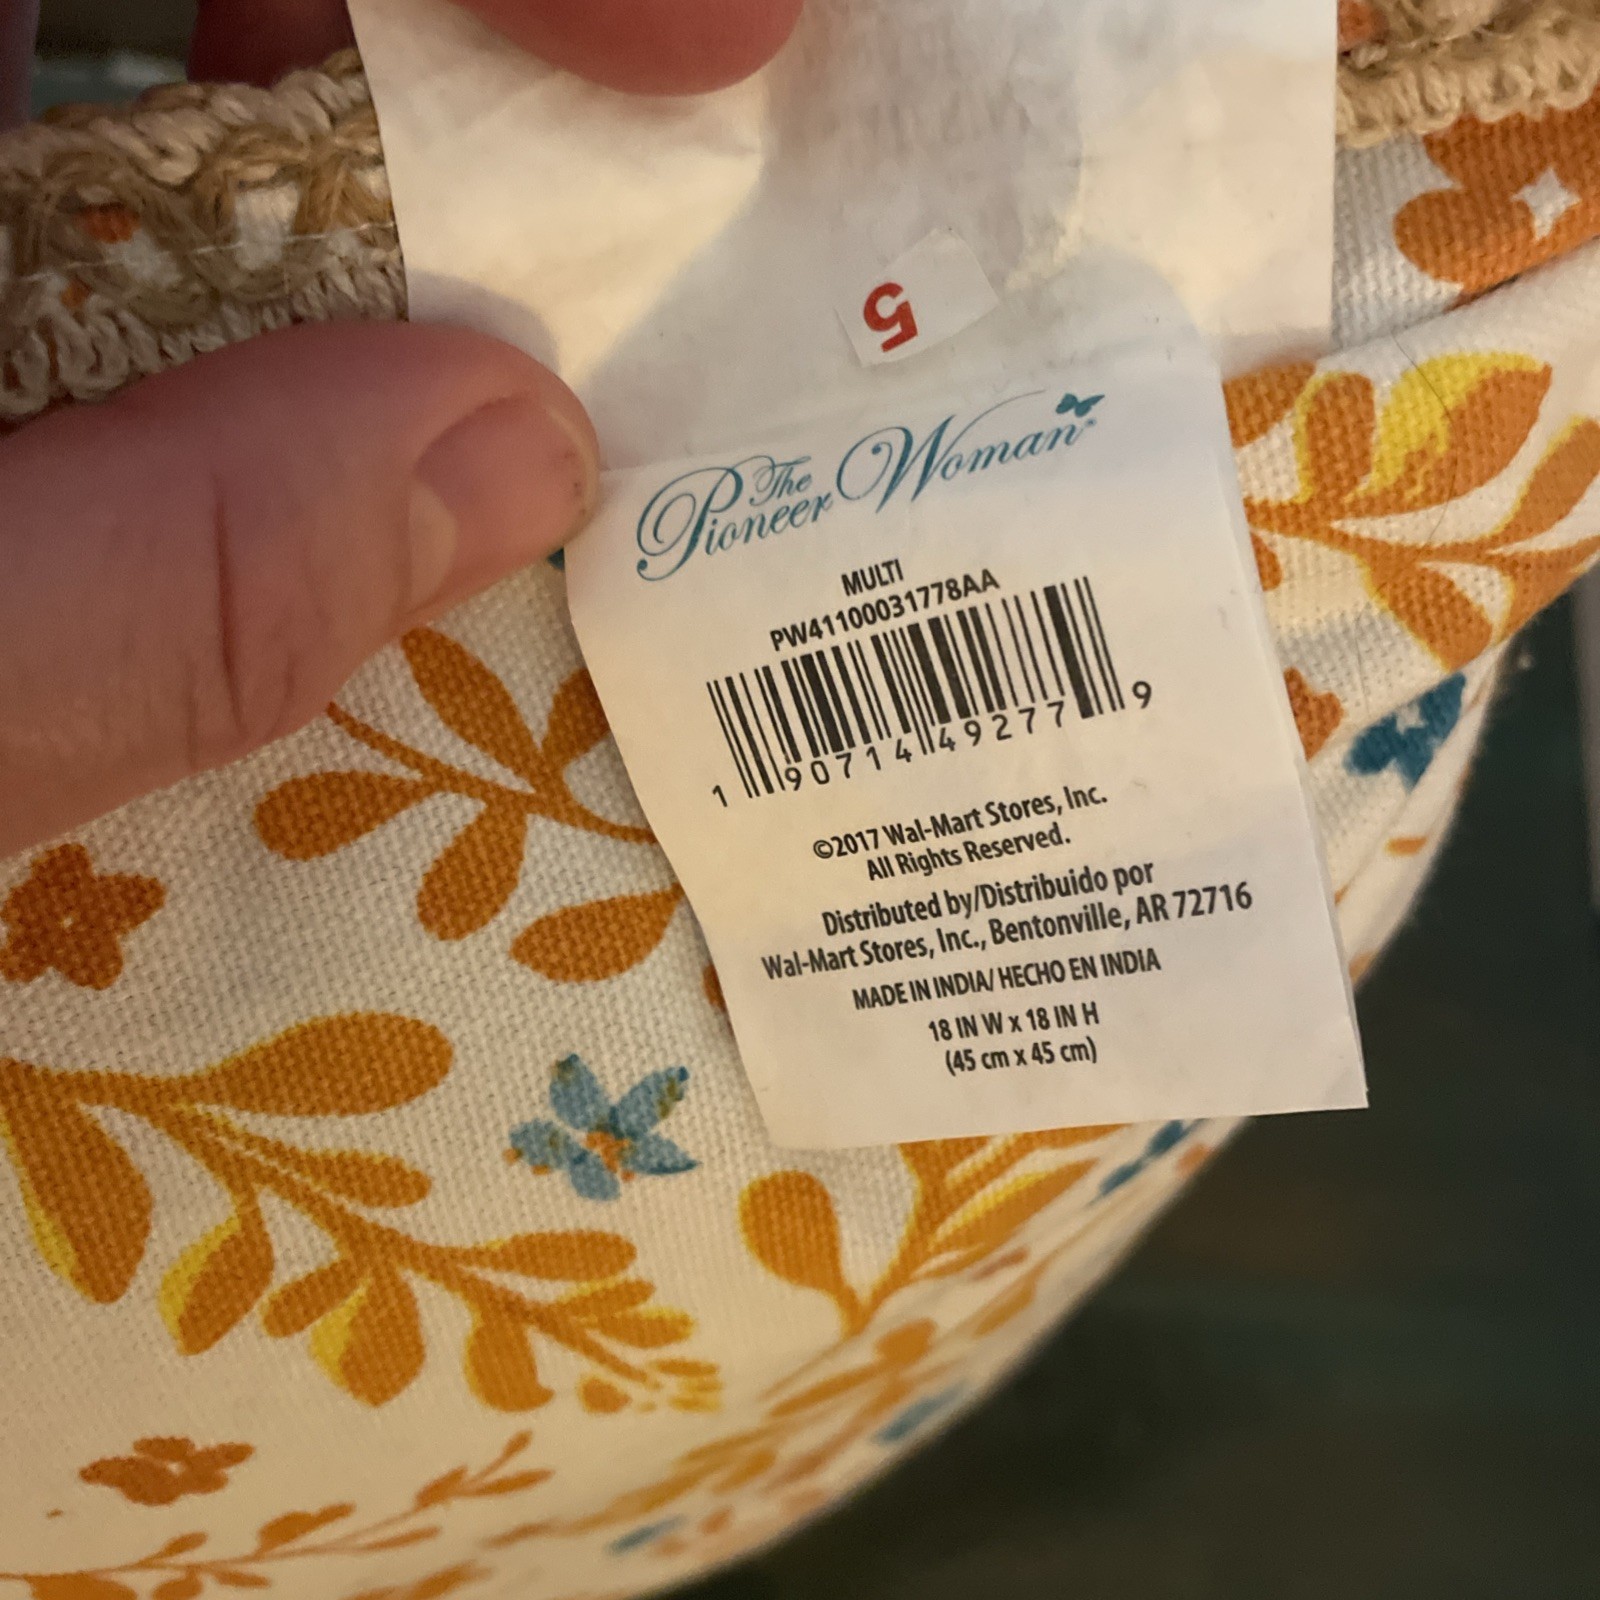 5
The
Pioneer Woman®
MULTI
PW41100031778AA
1 90714 49277 9
©2017 Wal-Mart Stores, Inc.
All Rights Reserved.
Distributed by/Distribuido por
Wal-Mart Stores, Inc., Bentonville, AR 72716
MADE IN INDIA/ HECHO EN INDIA
18 IN W x 18 IN H
(45 cm x 45 cm)